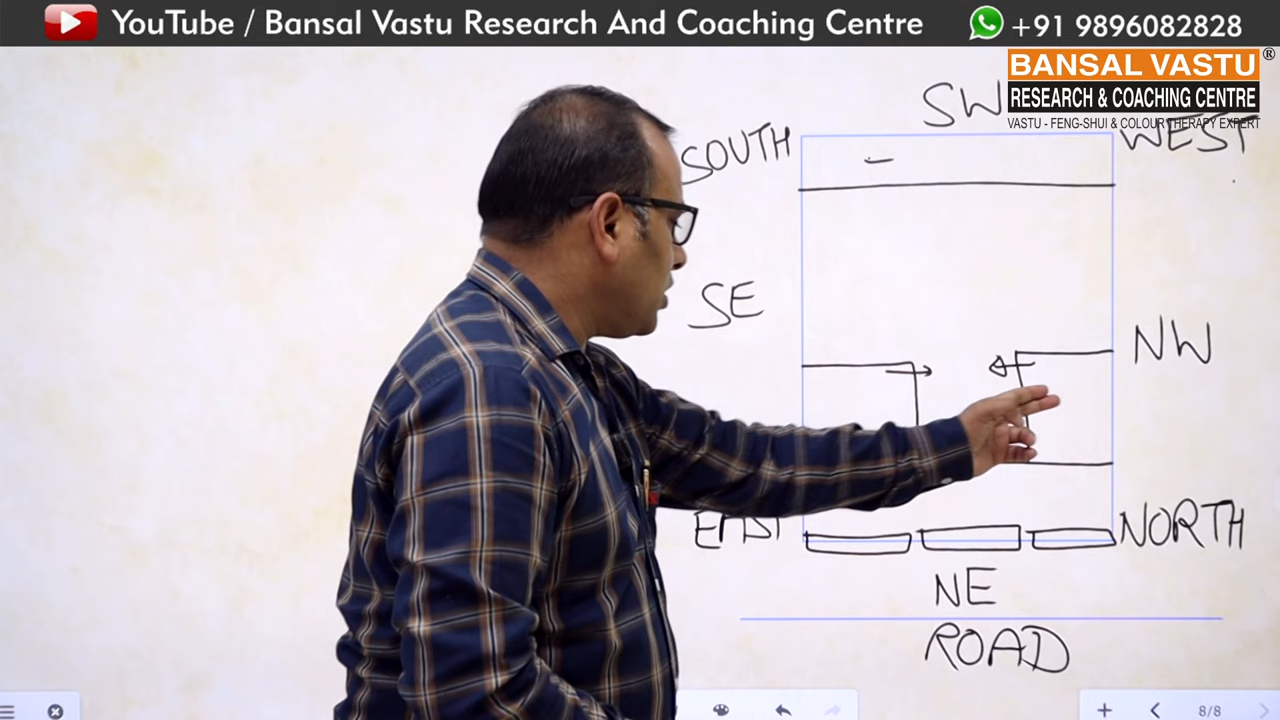 YouTube / Bansal Vastu Research And Coaching Centre
+91 9896082828
BANSAL VASTU®
RESEARCH & COACHING CENTRE
VASTU - FENG-SHUI & COLOUR THERAPY EXPERT
SW
SOUTH
WEST
SE
NW
EAST
NORTH
NE
ROAD
8/8